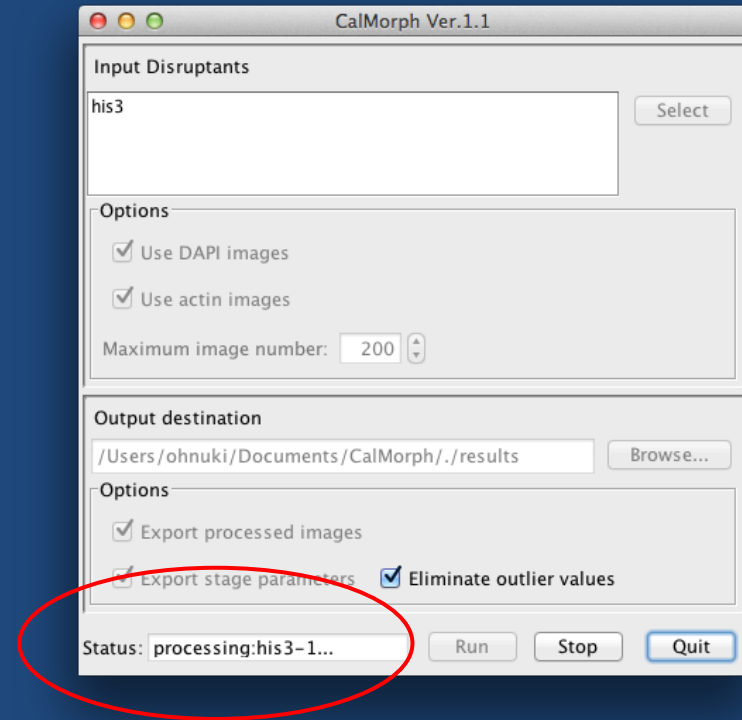 CalMorph Ver.1.1
Input Disruptants
his3
Select
Options
Use DAPI images
Use actin images
Maximum image number: 200
Output destination
/Users/ohnuki/Documents/CalMorph/./results Browse...
Options
Export processed images
Export stage parameters Eliminate outlier values
Status: processing:his3-1... Run Stop Quit